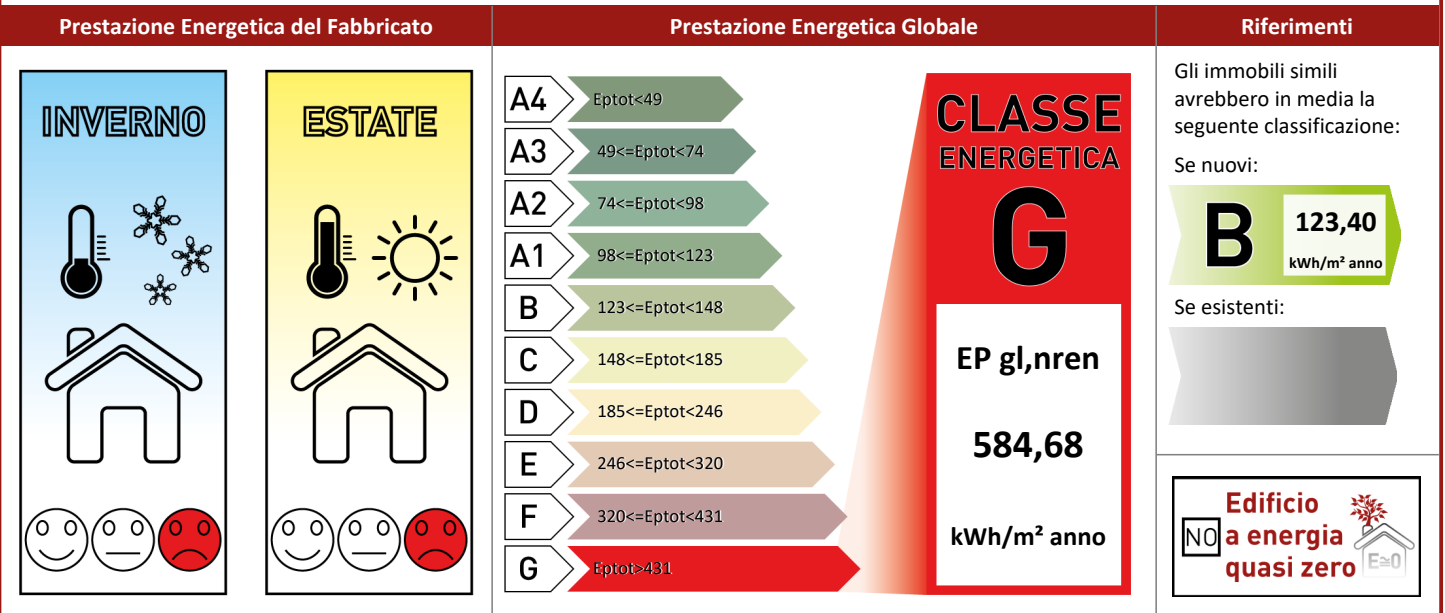 Prestazione Energetica del Fabbricato
Prestazione Energetica Globale
Riferimenti
INVERNO
ESTATE
A4 Eptot<49
A3 49<=Eptot<74
A2 74<=Eptot<98
A1 98<=Eptot<123
B 123<=Eptot<148
C 148<=Eptot<185
D 185<=Eptot<246
E 246<=Eptot<320
F 320<=Eptot<431
G Eptot>431
CLASSE
ENERGETICA
G
EP gl,nren
584,68
kWh/m² anno
Gli immobili simili
avrebbero in media la
seguente classificazione:
Se nuovi:
B 123,40
kWh/m² anno
Se esistenti:
Edificio
NO a energia
quasi zero E≅0